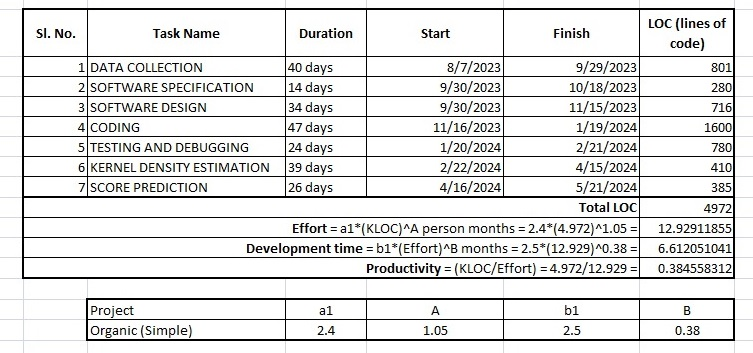 Sl. No. Task Name Duration Start Finish LOC (lines of code)
1 DATA COLLECTION 40 days 8/7/2023 9/29/2023 801
2 SOFTWARE SPECIFICATION 14 days 9/30/2023 10/18/2023 280
3 SOFTWARE DESIGN 34 days 9/30/2023 11/15/2023 716
4 CODING 47 days 11/16/2023 1/19/2024 1600
5 TESTING AND DEBUGGING 24 days 1/20/2024 2/21/2024 780
6 KERNEL DENSITY ESTIMATION 39 days 2/22/2024 4/15/2024 410
7 SCORE PREDICTION 26 days 4/16/2024 5/21/2024 385
Total LOC 4972
Effort = a1*(KLOC)^A person months = 2.4*(4.972)^1.05 = 12.92911855
Development time = b1*(Effort)^B months = 2.5*(12.929)^0.38 = 6.612051041
Productivity = (KLOC/Effort) = 4.972/12.929 = 0.384558312
Project a1 A b1 B
Organic (Simple) 2.4 1.05 2.5 0.38